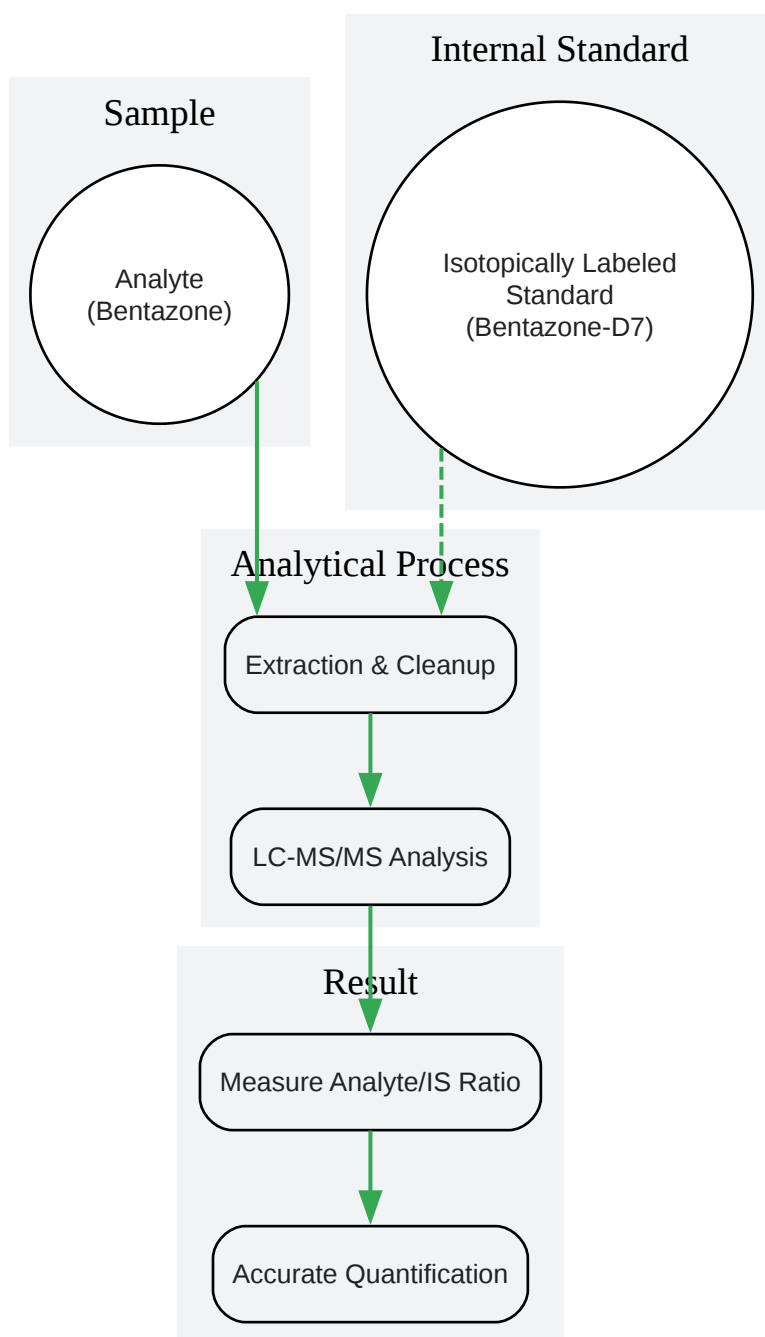 Internal Standard
Sample
Analyte
(Bentazone)
Isotopically Labeled
Standard
(Bentazone-D7)
Analytical Process
Extraction & Cleanup
LC-MS/MS Analysis
Result
Measure Analyte/IS Ratio
Accurate Quantification